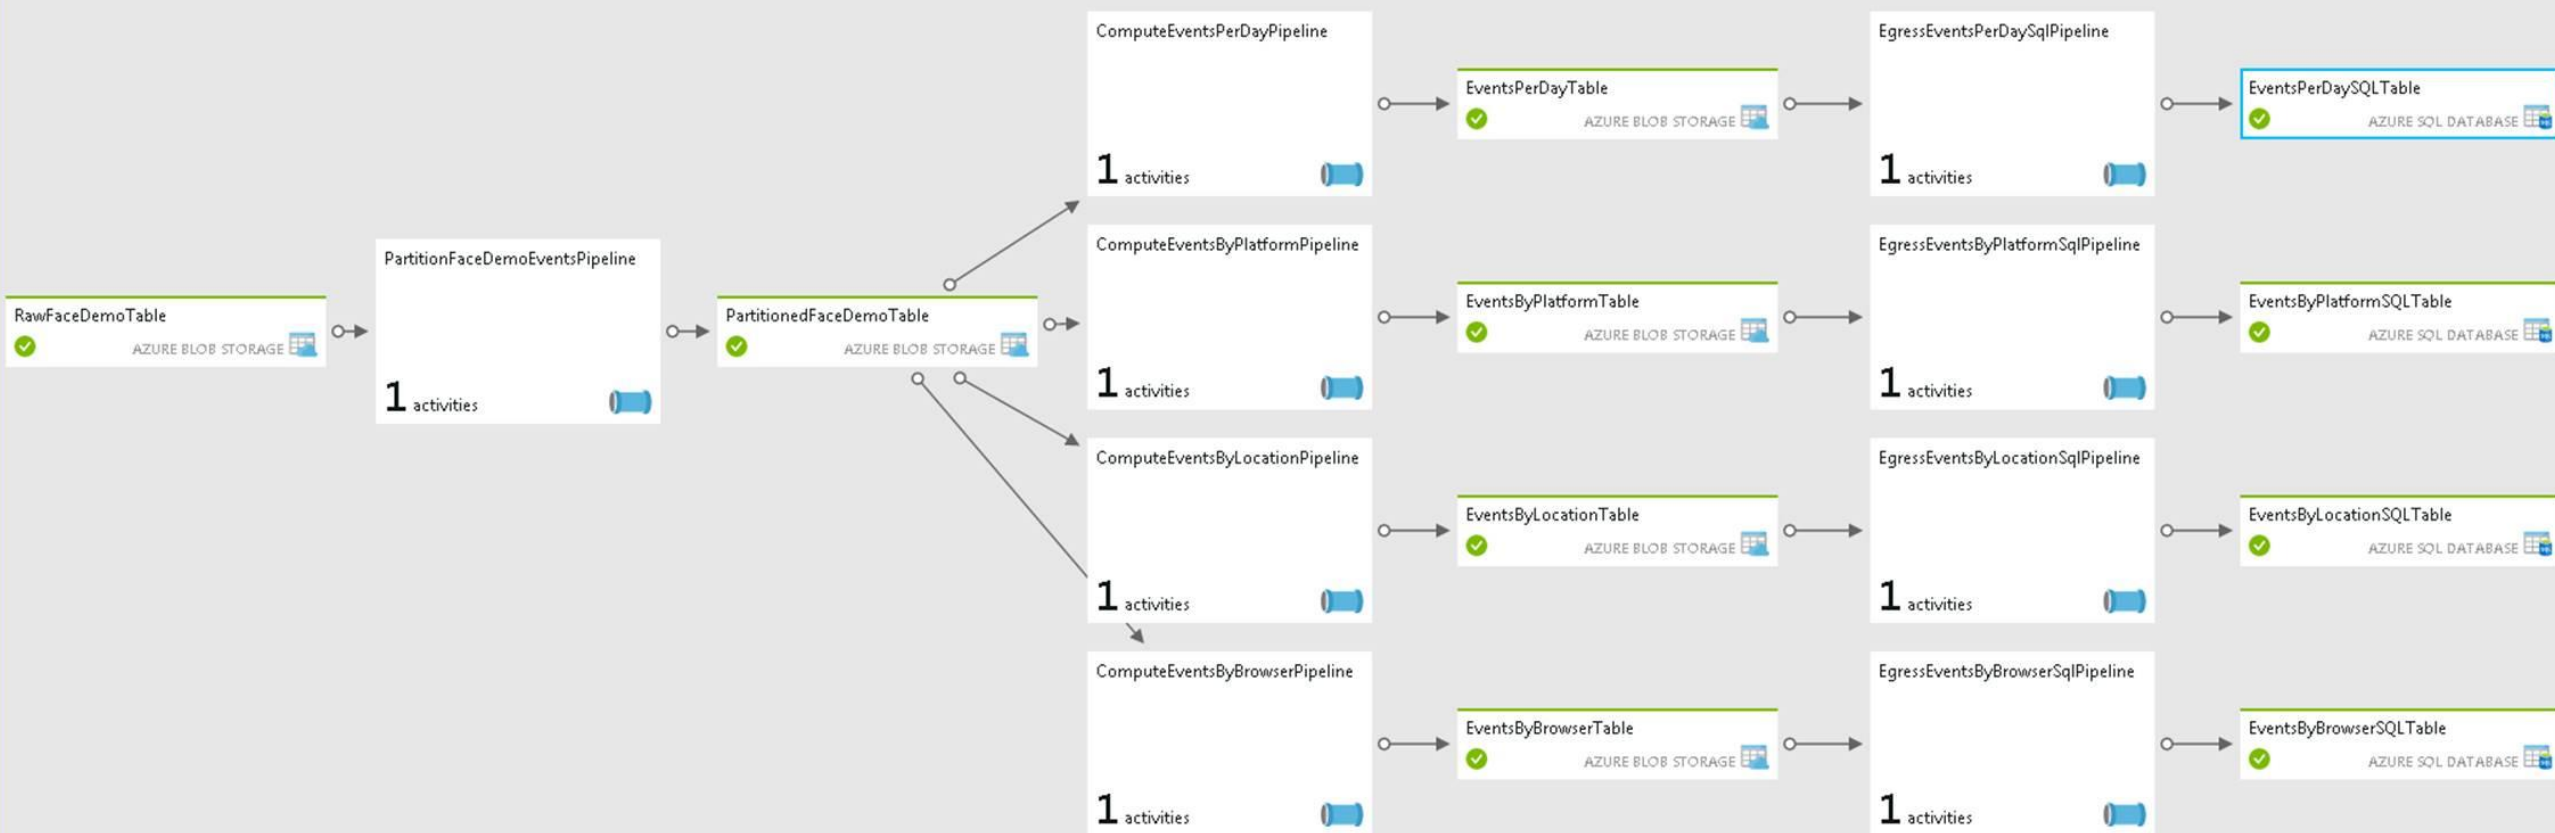 RawFaceDemoTable
AZURE BLOB STORAGE
PartitionFaceDemoEventsPipeline
1 activities
PartitionedFaceDemoTable
AZURE BLOB STORAGE
ComputeEventsPerDayPipeline
1 activities
EventsPerDayTable
AZURE BLOB STORAGE
EgressEventsPerDaySqlPipeline
1 activities
EventsPerDaySQLTable
AZURE SQL DATABASE
ComputeEventsByPlatformPipeline
1 activities
EventsByPlatformTable
AZURE BLOB STORAGE
EgressEventsByPlatformSqlPipeline
1 activities
EventsByPlatformSQLTable
AZURE SQL DATABASE
ComputeEventsByLocationPipeline
1 activities
EventsByLocationTable
AZURE BLOB STORAGE
EgressEventsByLocationSqlPipeline
1 activities
EventsByLocationSQLTable
AZURE SQL DATABASE
ComputeEventsByBrowserPipeline
1 activities
EventsByBrowserTable
AZURE BLOB STORAGE
EgressEventsByBrowserSqlPipeline
1 activities
EventsByBrowserSQLTable
AZURE SQL DATABASE